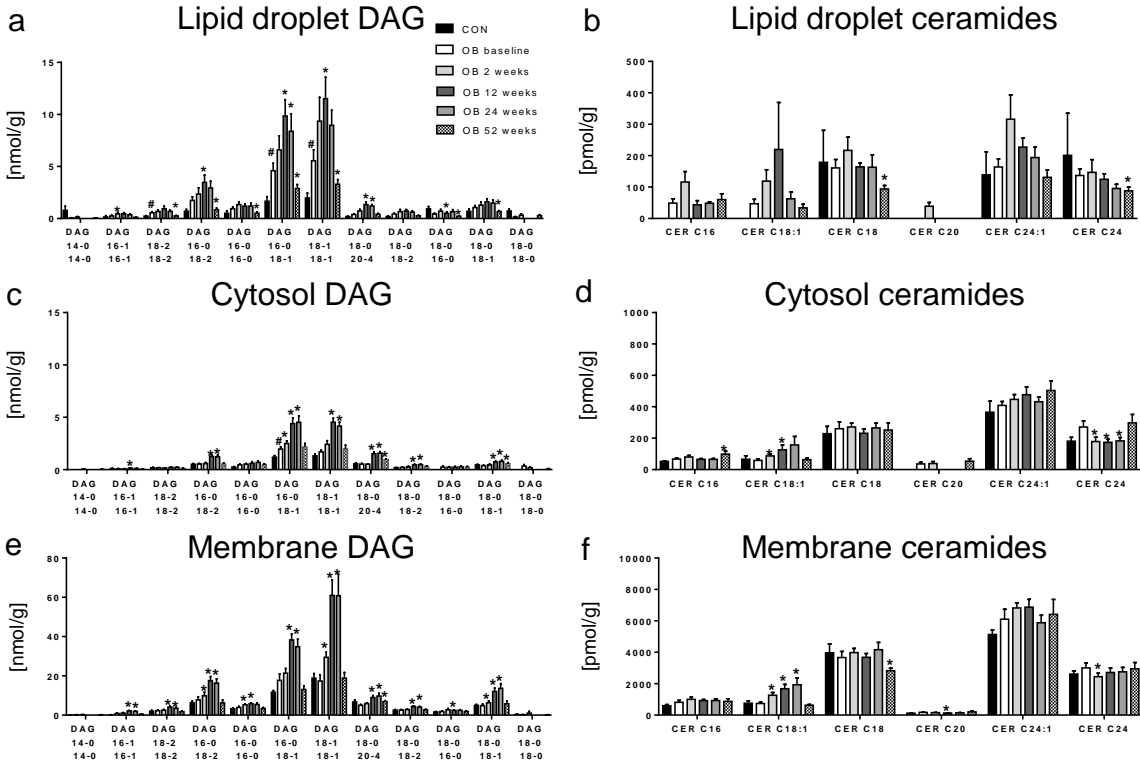 a
Lipid droplet DAG
CON
OB baseline
OB 2 weeks
OB 12 weeks
OB 24 weeks
OB 52 weeks
[nmol/g]
15
10
5
0
# # # * * * * * * * * * * * *
DAG DAG DAG DAG DAG DAG DAG DAG DAG DAG DAG DAG
14-0 16-1 18-2 16-0 16-0 16-0 18-1 18-0 18-0 18-0 18-0 18-0
14-0 16-1 18-2 18-2 16-0 18-1 18-1 20-4 18-2 16-0 18-1 18-0
b
Lipid droplet ceramides
[pmol/g]
500
400
300
200
100
0
* *
CER C16 CER C18:1 CER C18 CER C20 CER C24:1 CER C24
c
Cytosol DAG
[nmol/g]
15
10
5
0
DAG DAG DAG DAG DAG DAG DAG DAG DAG DAG DAG DAG
14-0 16-1 18-2 16-0 16-0 16-0 18-1 18-0 18-0 18-0 18-0 18-0
14-0 16-1 18-2 18-2 16-0 18-1 18-1 20-4 18-2 16-0 18-1 18-0
d
Cytosol ceramides
[pmol/g]
1000
800
600
400
200
0
CER C16 CER C18:1 CER C18 CER C20 CER C24:1 CER C24
e
Membrane DAG
[nmol/g]
80
60
40
20
0
DAG DAG DAG DAG DAG DAG DAG DAG DAG DAG DAG DAG
14-0 16-1 18-2 16-0 16-0 16-0 18-1 18-0 18-0 18-0 18-0 18-0
14-0 16-1 18-2 18-2 16-0 18-1 18-1 20-4 18-2 16-0 18-1 18-0
f
Membrane ceramides
[pmol/g]
10000
8000
6000
4000
2000
0
CER C16 CER C18:1 CER C18 CER C20 CER C24:1 CER C24